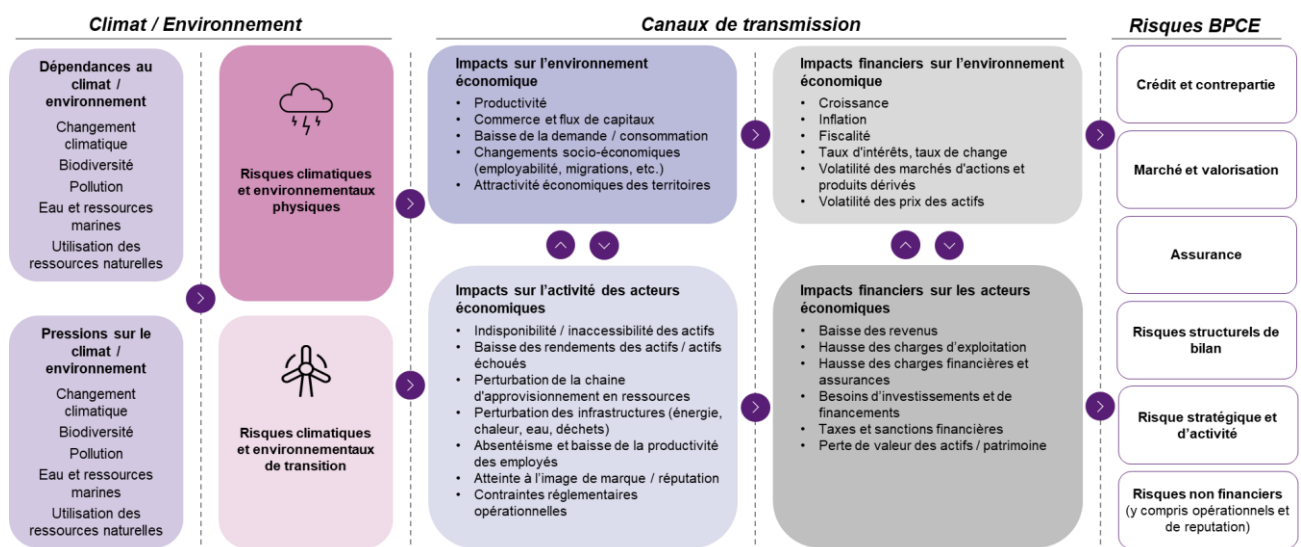 Climat / Environnement
Canaux de transmission
Risques BPCE
Dépendances au
climat /
environnement
Changement
climatique
Biodiversité
Pollution
Eau et ressources
marines
Utilisation des
ressources naturelles
Pressions sur le
climat /
environnement
Changement
climatique
Biodiversité
Pollution
Eau et ressources
marines
Utilisation des
ressources naturelles
Risques climatiques
et environnementaux
physiques
Risques climatiques
et environnementaux
de transition
Impacts sur l'environnement
économique
• Productivité
• Commerce et flux de capitaux
• Baisse de la demande / consommation
• Changements socio-économiques
(employabilité, migrations, etc.)
• Attractivité économiques des territoires
Impacts sur l'activité des acteurs
économiques
• Indisponibilité / inaccessibilité des actifs
• Baisse des rendements des actifs / actifs
échoués
• Perturbation de la chaine
d'approvisionnement en ressources
• Perturbation des infrastructures (énergie,
chaleur, eau, déchets)
• Absentéisme et baisse de la productivité
des employés
• Atteinte à l'image de marque / réputation
• Contraintes réglementaires
opérationnelles
Impacts financiers sur l'environnement
économique
• Croissance
• Inflation
• Fiscalité
• Taux d'intérêts, taux de change
• Volatilité des marchés d'actions et
produits dérivés
• Volatilité des prix des actifs
Impacts financiers sur les acteurs
économiques
• Baisse des revenus
• Hausse des charges d'exploitation
• Hausse des charges financières et
assurances
• Besoins d'investissements et de
financements
• Taxes et sanctions financières
• Perte de valeur des actifs / patrimoine
Crédit et contrepartie
Marché et valorisation
Assurance
Risques structurels de
bilan
Risque stratégique et
d'activité
Risques non financiers
(y compris opérationnels et
de reputation)